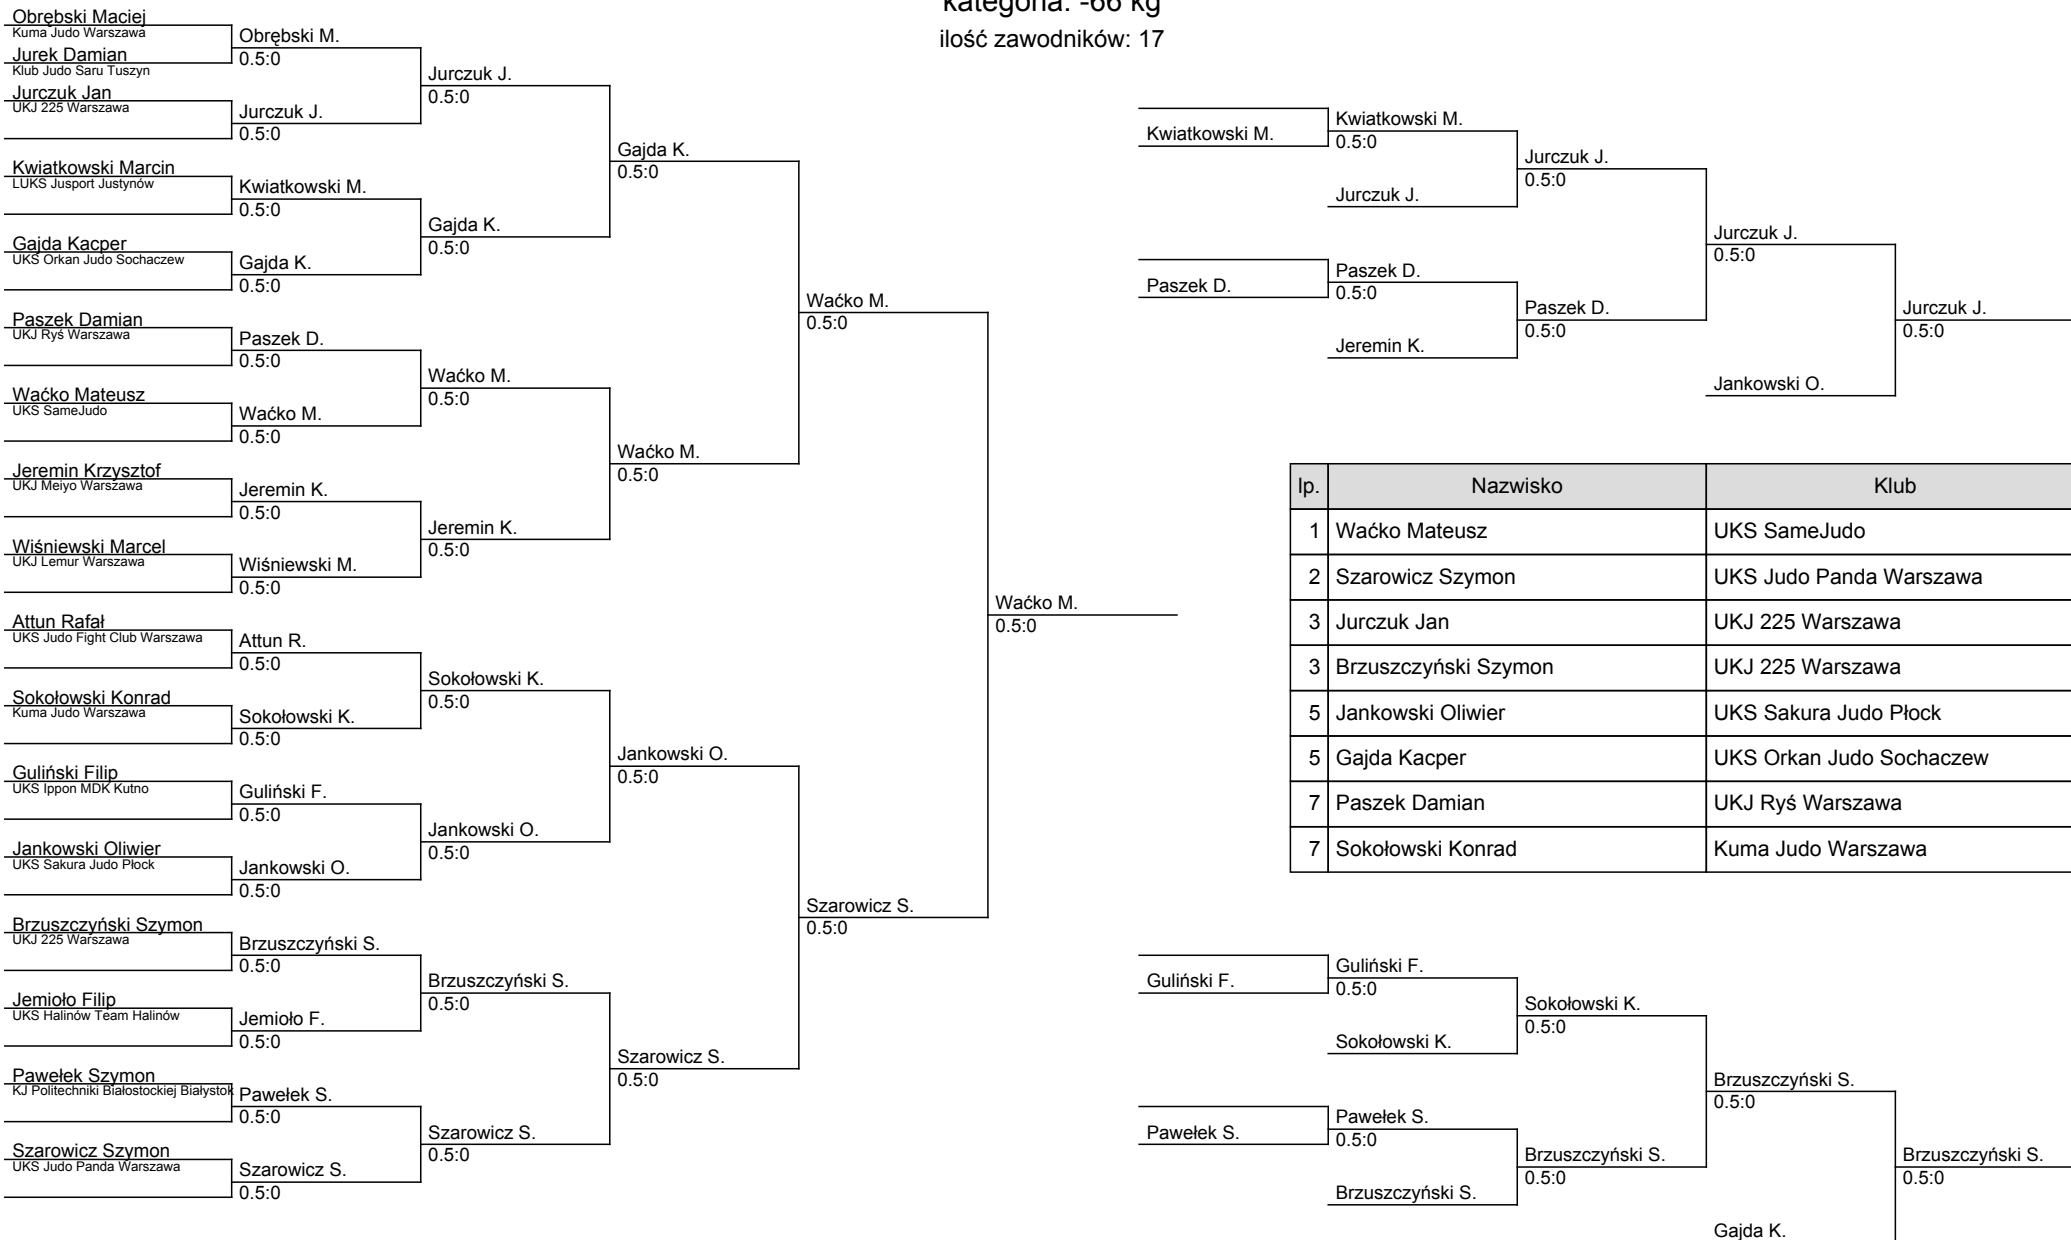 kategoria: -66 kg
ilość zawodników: 17
Obrębski Maciej
Kuma Judo Warszawa
Jurek Damian
Klub Judo Saru Tuszyn
Jurczuk Jan
UKJ 225 Warszawa
Kwiatkowski Marcin
LUKS Jusport Justynów
Gajda Kacper
UKS Orkan Judo Sochaczew
Paszek Damian
UKJ Ryś Warszawa
Waćko Mateusz
UKS SameJudo
Jeremin Krzysztof
UKJ Meiyo Warszawa
Wiśniewski Marcel
UKJ Lemur Warszawa
Attun Rafał
UKS Judo Fight Club Warszawa
Sokołowski Konrad
Kuma Judo Warszawa
Guliński Filip
UKS Ippon MDK Kutno
Jankowski Oliwier
UKS Sakura Judo Płock
Brzuszczyński Szymon
UKJ 225 Warszawa
Jemioło Filip
UKS Halinów Team Halinów
Pawełek Szymon
KJ Politechniki Białostockiej Białystok
Szarowicz Szymon
UKS Judo Panda Warszawa
Obrębski M.
0.5:0
Jurczuk J.
0.5:0
Kwiatkowski M.
0.5:0
Gajda K.
0.5:0
Paszek D.
0.5:0
Waćko M.
0.5:0
Jeremin K.
0.5:0
Wiśniewski M.
0.5:0
Attun R.
0.5:0
Sokołowski K.
0.5:0
Guliński F.
0.5:0
Jankowski O.
0.5:0
Brzuszczyński S.
0.5:0
Jemioło F.
0.5:0
Pawełek S.
0.5:0
Szarowicz S.
0.5:0
Jurczuk J.
0.5:0
Gajda K.
0.5:0
Waćko M.
0.5:0
Jeremin K.
0.5:0
Sokołowski K.
0.5:0
Jankowski O.
0.5:0
Brzuszczyński S.
0.5:0
Szarowicz S.
0.5:0
Gajda K.
0.5:0
Waćko M.
0.5:0
Jankowski O.
0.5:0
Szarowicz S.
0.5:0
Waćko M.
0.5:0
Szarowicz S.
0.5:0
Waćko M.
0.5:0
Kwiatkowski M.
Kwiatkowski M.
0.5:0
Jurczuk J.
Jurczuk J.
0.5:0
Paszek D.
Paszek D.
0.5:0
Jeremin K.
Paszek D.
0.5:0
Jurczuk J.
0.5:0
Jankowski O.
Jurczuk J.
0.5:0
lp. Nazwisko Klub
1 Waćko Mateusz UKS SameJudo
2 Szarowicz Szymon UKS Judo Panda Warszawa
3 Jurczuk Jan UKJ 225 Warszawa
3 Brzuszczyński Szymon UKJ 225 Warszawa
5 Jankowski Oliwier UKS Sakura Judo Płock
5 Gajda Kacper UKS Orkan Judo Sochaczew
7 Paszek Damian UKJ Ryś Warszawa
7 Sokołowski Konrad Kuma Judo Warszawa
Guliński F.
Guliński F.
0.5:0
Sokołowski K.
Sokołowski K.
0.5:0
Pawełek S.
Pawełek S.
0.5:0
Brzuszczyński S.
Brzuszczyński S.
0.5:0
Brzuszczyński S.
0.5:0
Gajda K.
Brzuszczyński S.
0.5:0